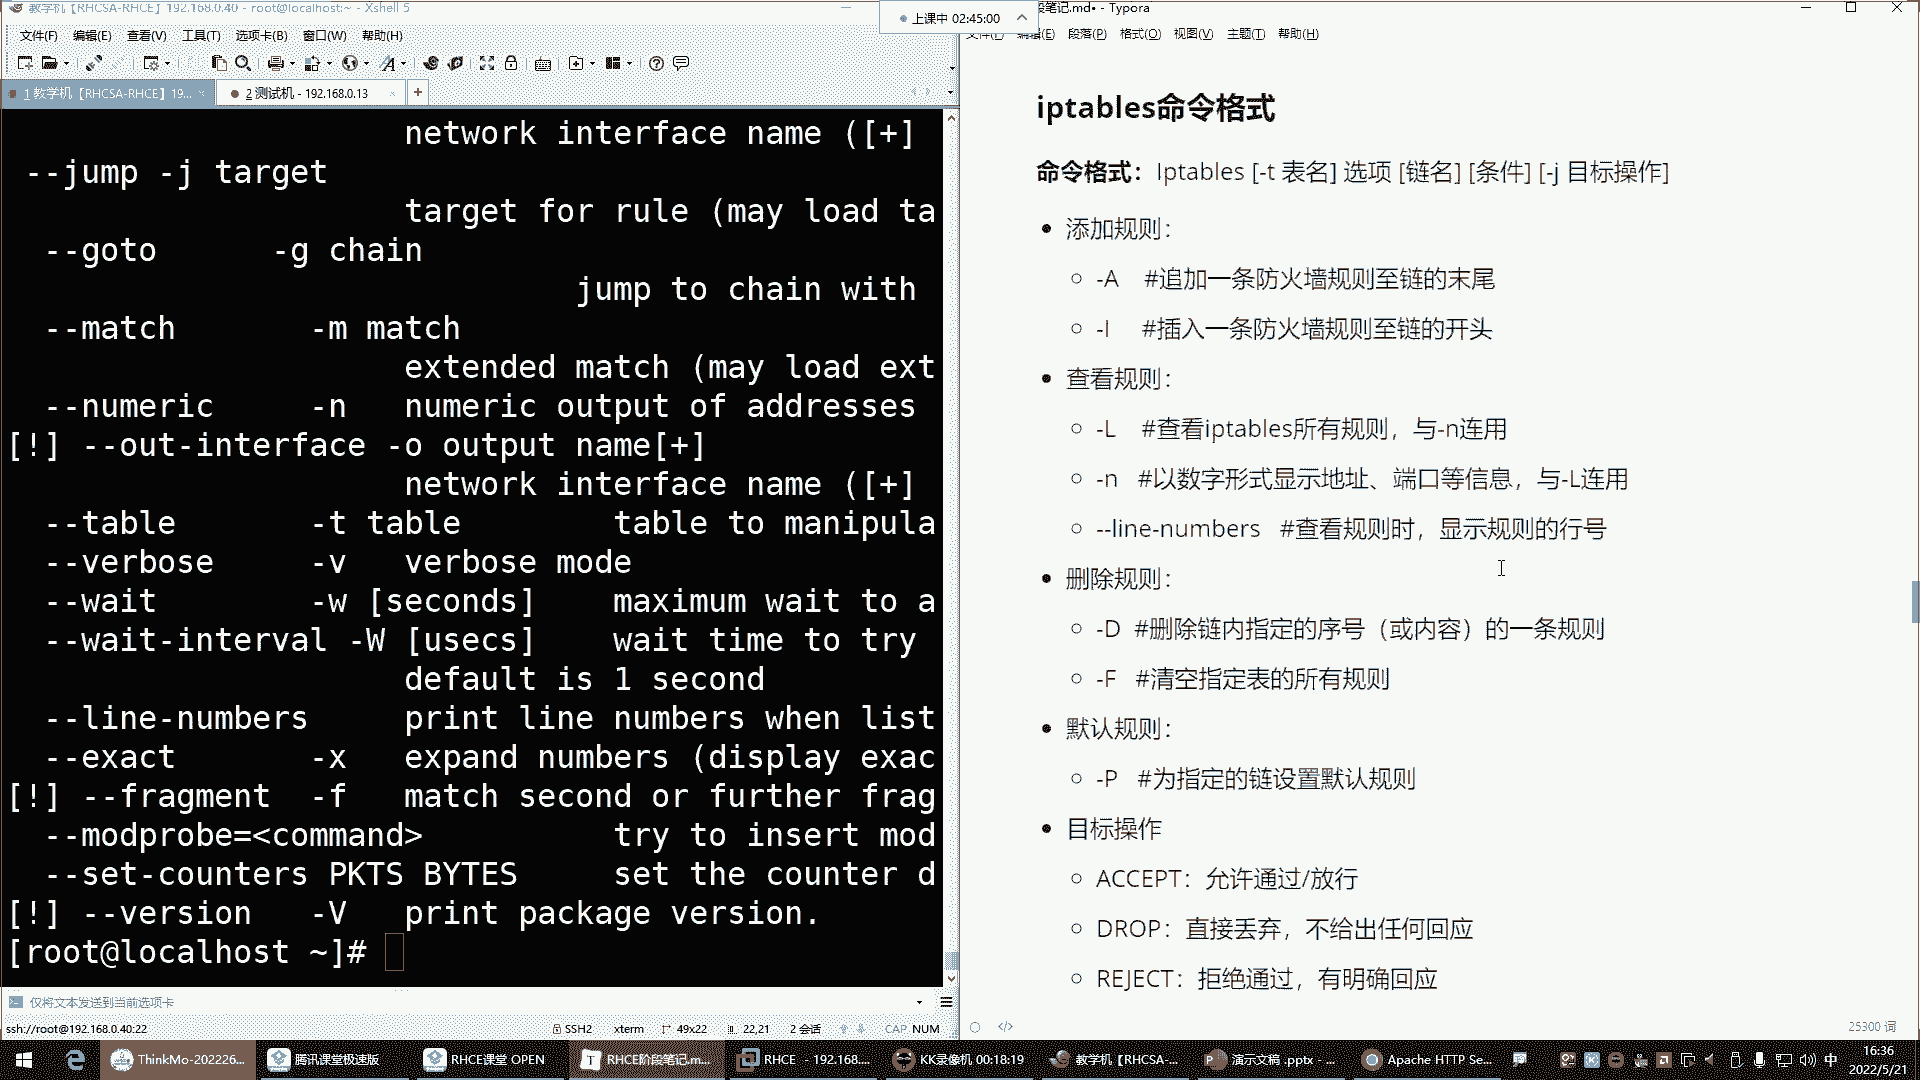 教学机【RHCSA-RHCE】192.168.0.40 - root@localhost:~ - Xshell 5
文件(F) 编辑(E) 查看(V) 工具(T) 选项卡(B) 窗口(W) 帮助(H)
1 教学机【RHCSA-RHCE】19...
2 测试机 - 192.168.0.13
network interface name ([+]
--jump -j target
target for rule (may load ta
--goto -g chain
jump to chain with
--match -m match
extended match (may load ext
--numeric -n numeric output of addresses
[!] --out-interface -o output name[+]
network interface name ([+]
--table -t table table to manipula
--verbose -v verbose mode
--wait -w [seconds] maximum wait to a
--wait-interval -W [usecs] wait time to try
default is 1 second
--line-numbers print line numbers when list
--exact -x expand numbers (display exac
[!] --fragment -f match second or further frag
--modprobe=<command> try to insert mod
--set-counters PKTS BYTES set the counter d
[!] --version -V print package version.
[root@localhost ~]#
仅将文本发送到当前选项卡
ssh://root@192.168.0.40:22 SSH2 xterm 49x22 22,21 2 会话 CAP NUM
上课中 02:45:00
段笔记.md• - Typora
段落(P) 格式(O) 视图(V) 主题(T) 帮助(H)
iptables命令格式
命令格式：Iptables [-t 表名] 选项 [链名] [条件] [-j 目标操作]
添加规则：
-A #追加一条防火墙规则至链的末尾
-I #插入一条防火墙规则至链的开头
查看规则：
-L #查看iptables所有规则，与-n连用
-n #以数字形式显示地址、端口等信息，与-L连用
--line-numbers #查看规则时，显示规则的行号
删除规则：
-D #删除链内指定的序号（或内容）的一条规则
-F #清空指定表的所有规则
默认规则：
-P #为指定的链设置默认规则
目标操作
ACCEPT：允许通过/放行
DROP：直接丢弃，不给出任何回应
REJECT：拒绝通过，有明确回应
25300 词
ThinkMo-202226...
腾讯课堂极速版
RHCE课堂 OPEN
RHCE阶段笔记.m...
RHCE - 192.168....
KK录像机 00:18:19
教学机【RHCSA-...
演示文稿 .pptx - ...
Apache HTTP Se...
中
16:36
2022/5/21